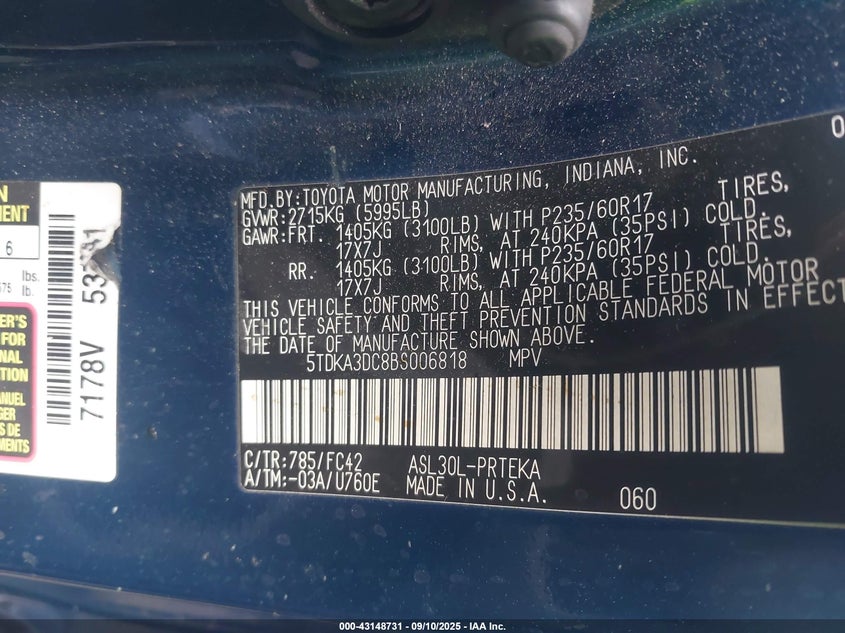 MFD. BY: TOYOTA MOTOR MANUFACTURING, INDIANA, INC.
GVWR: 2715KG (5995LB)
GAWR: FRT. 1405KG (3100LB) WITH P235/60R17 TIRES,
17X7J RIMS, AT 240KPA (35PSI) COLD.
RR. 1405KG (3100LB) WITH P235/60R17 TIRES,
17X7J RIMS, AT 240KPA (35PSI) COLD.
THIS VEHICLE CONFORMS TO ALL APPLICABLE FEDERAL MOTOR
VEHICLE SAFETY AND THEFT PREVENTION STANDARDS IN EFFECT
THE DATE OF MANUFACTURE SHOWN ABOVE.
5TDKA3DC8BS006818 MPV
C/TR: 785/FC42 ASL30L-PRTEKA
A/TM: -03A/U760E MADE IN U.S.A.
060
6
lbs.
lb.
7178V
000-43148731 - 09/10/2025 - IAA Inc.